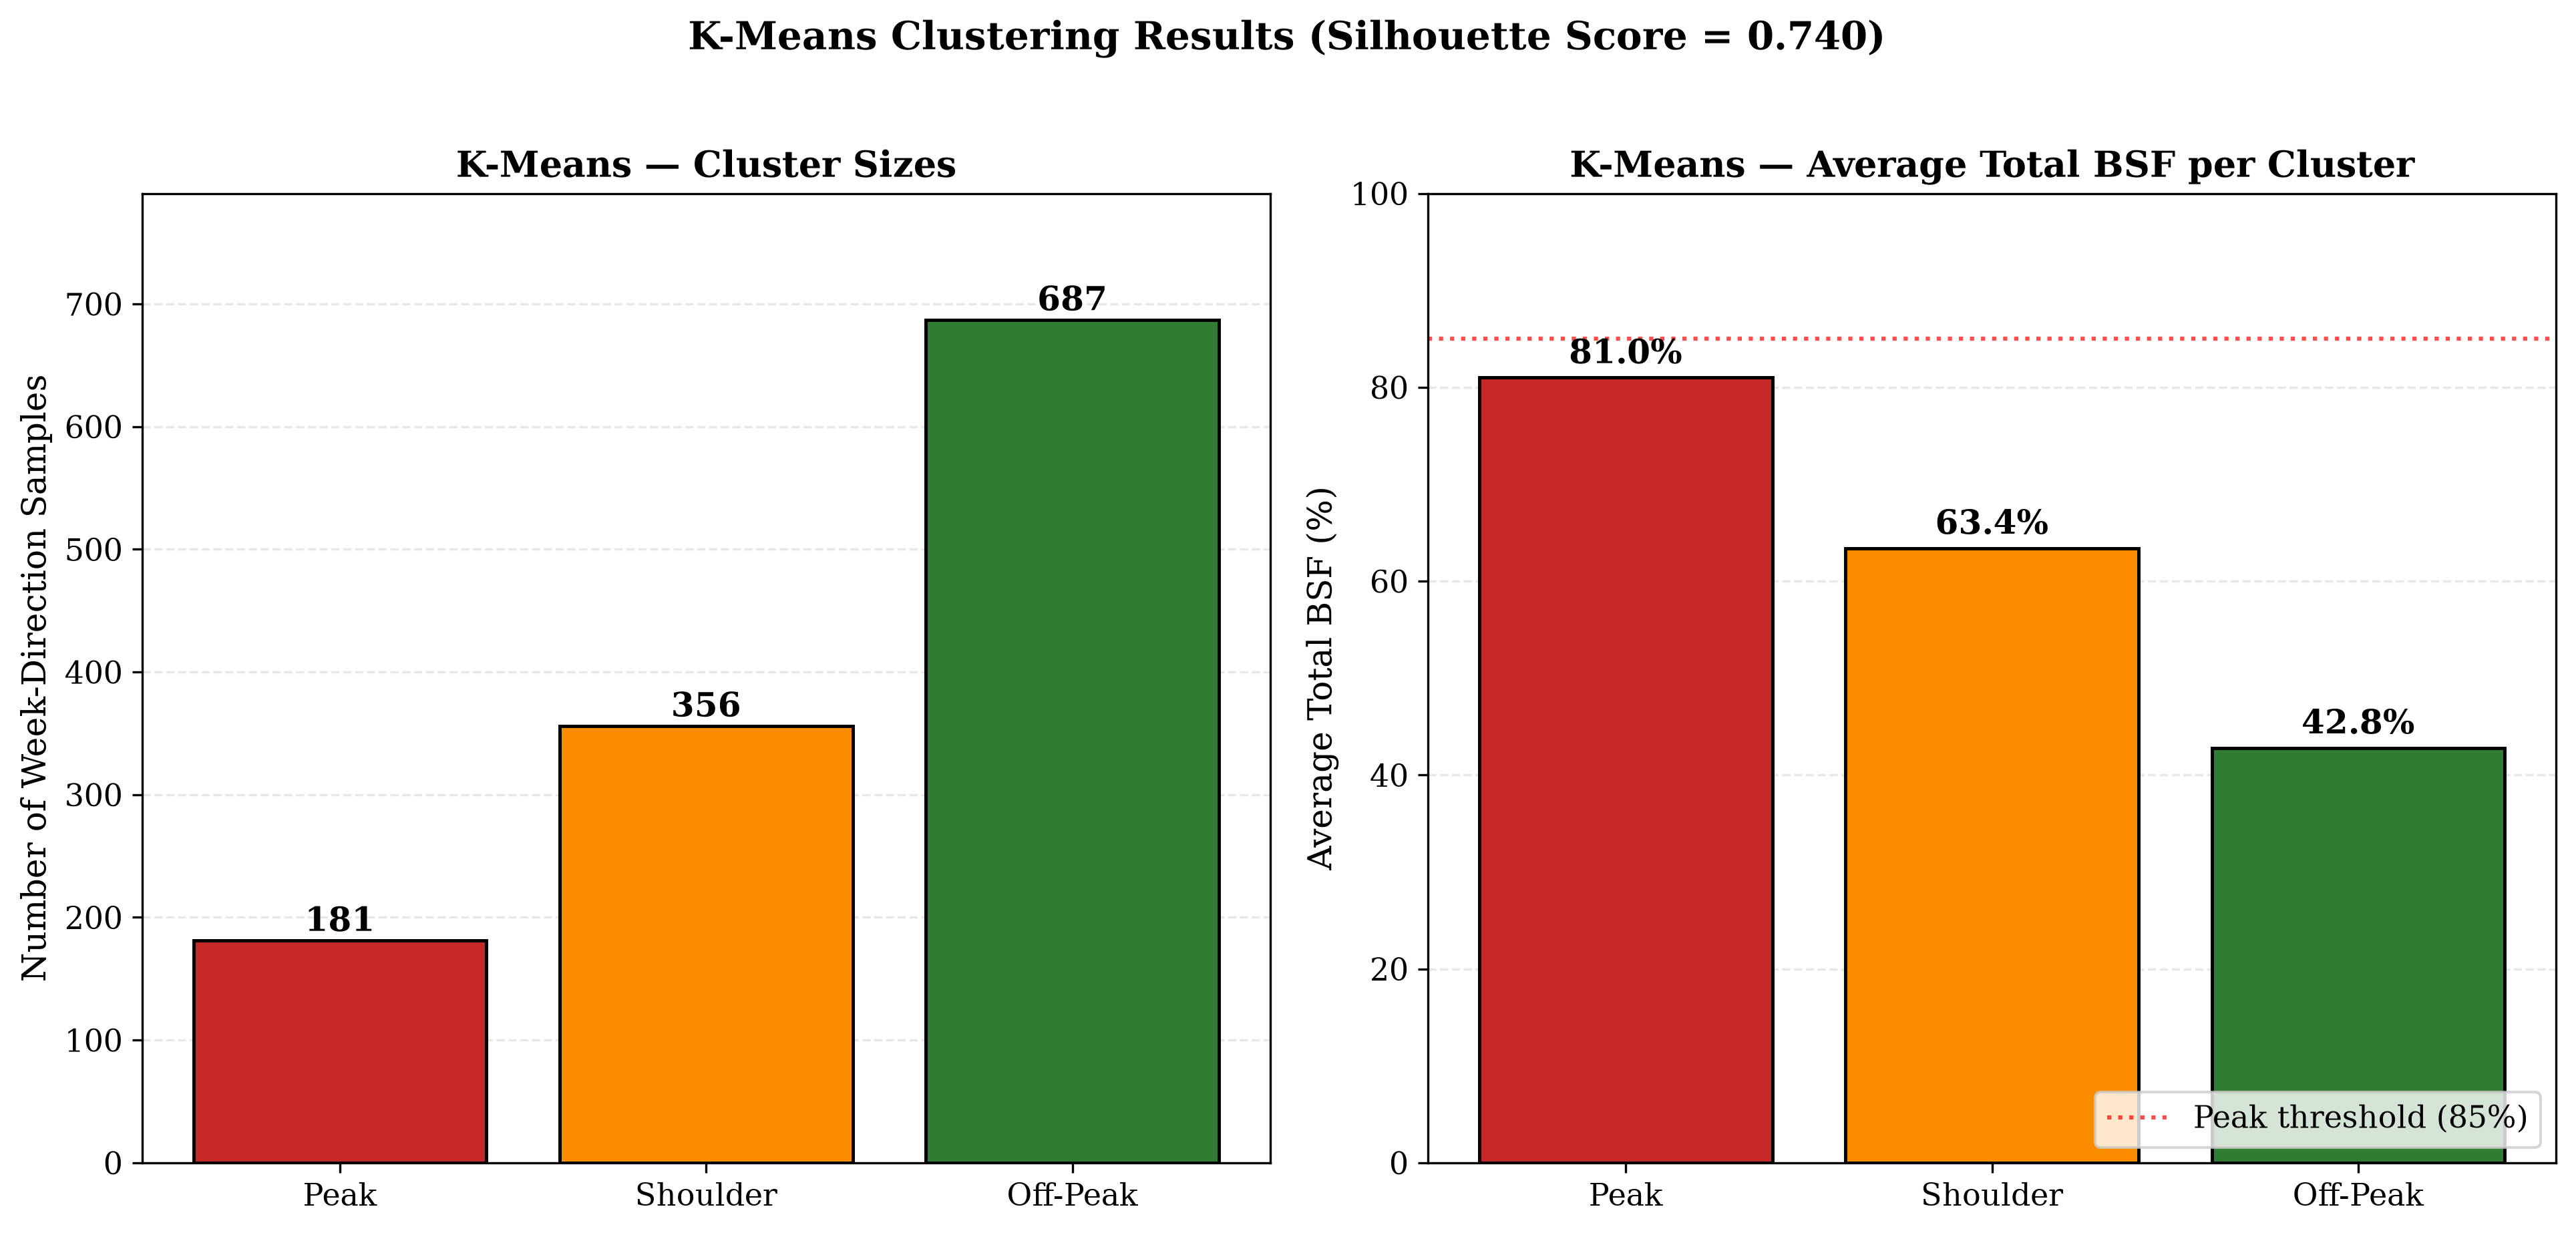 K-Means Clustering Results (Silhouette Score = 0.740)
K-Means — Cluster Sizes
Number of Week-Direction Samples
700
600
500
400
300
200
100
0
181
356
687
Peak
Shoulder
Off-Peak
K-Means — Average Total BSF per Cluster
Average Total BSF (%)
100
80
60
40
20
0
81.0%
63.4%
42.8%
Peak threshold (85%)
Peak
Shoulder
Off-Peak